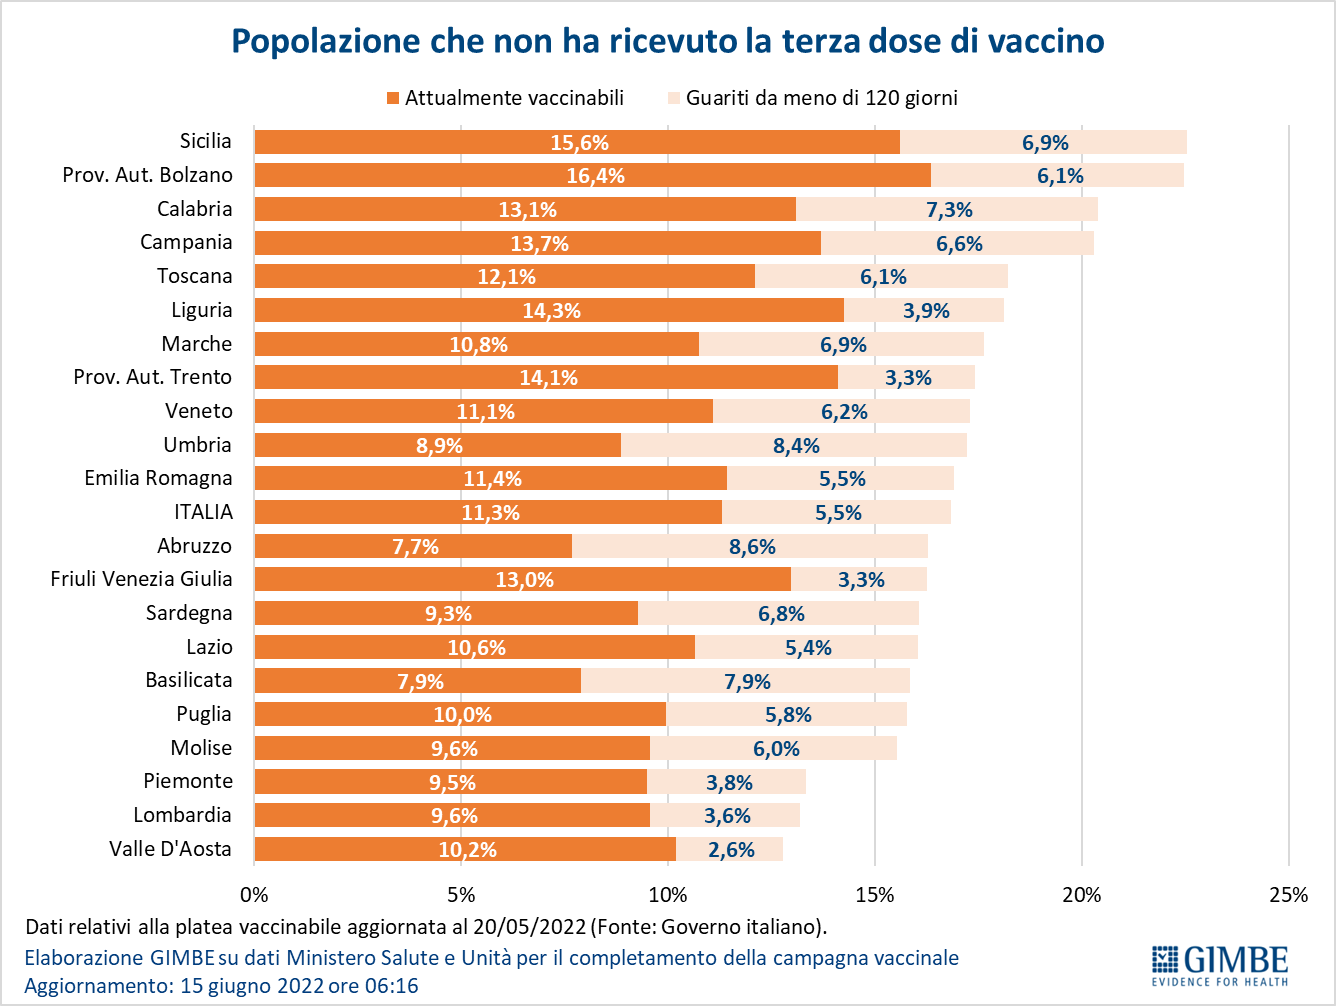 Popolazione che non ha ricevuto la terza dose di vaccino
Attualmente vaccinabili Guariti da meno di 120 giorni
Sicilia 15,6% 6,9%
Prov. Aut. Bolzano 16,4% 6,1%
Calabria 13,1% 7,3%
Campania 13,7% 6,6%
Toscana 12,1% 6,1%
Liguria 14,3% 3,9%
Marche 10,8% 6,9%
Prov. Aut. Trento 14,1% 3,3%
Veneto 11,1% 6,2%
Umbria 8,9% 8,4%
Emilia Romagna 11,4% 5,5%
ITALIA 11,3% 5,5%
Abruzzo 7,7% 8,6%
Friuli Venezia Giulia 13,0% 3,3%
Sardegna 9,3% 6,8%
Lazio 10,6% 5,4%
Basilicata 7,9% 7,9%
Puglia 10,0% 5,8%
Molise 9,6% 6,0%
Piemonte 9,5% 3,8%
Lombardia 9,6% 3,6%
Valle D'Aosta 10,2% 2,6%
0% 5% 10% 15% 20% 25%
Dati relativi alla platea vaccinabile aggiornata al 20/05/2022 (Fonte: Governo italiano).
Elaborazione GIMBE su dati Ministero Salute e Unità per il completamento della campagna vaccinale
Aggiornamento: 15 giugno 2022 ore 06:16
GIMBE
EVIDENCE FOR HEALTH